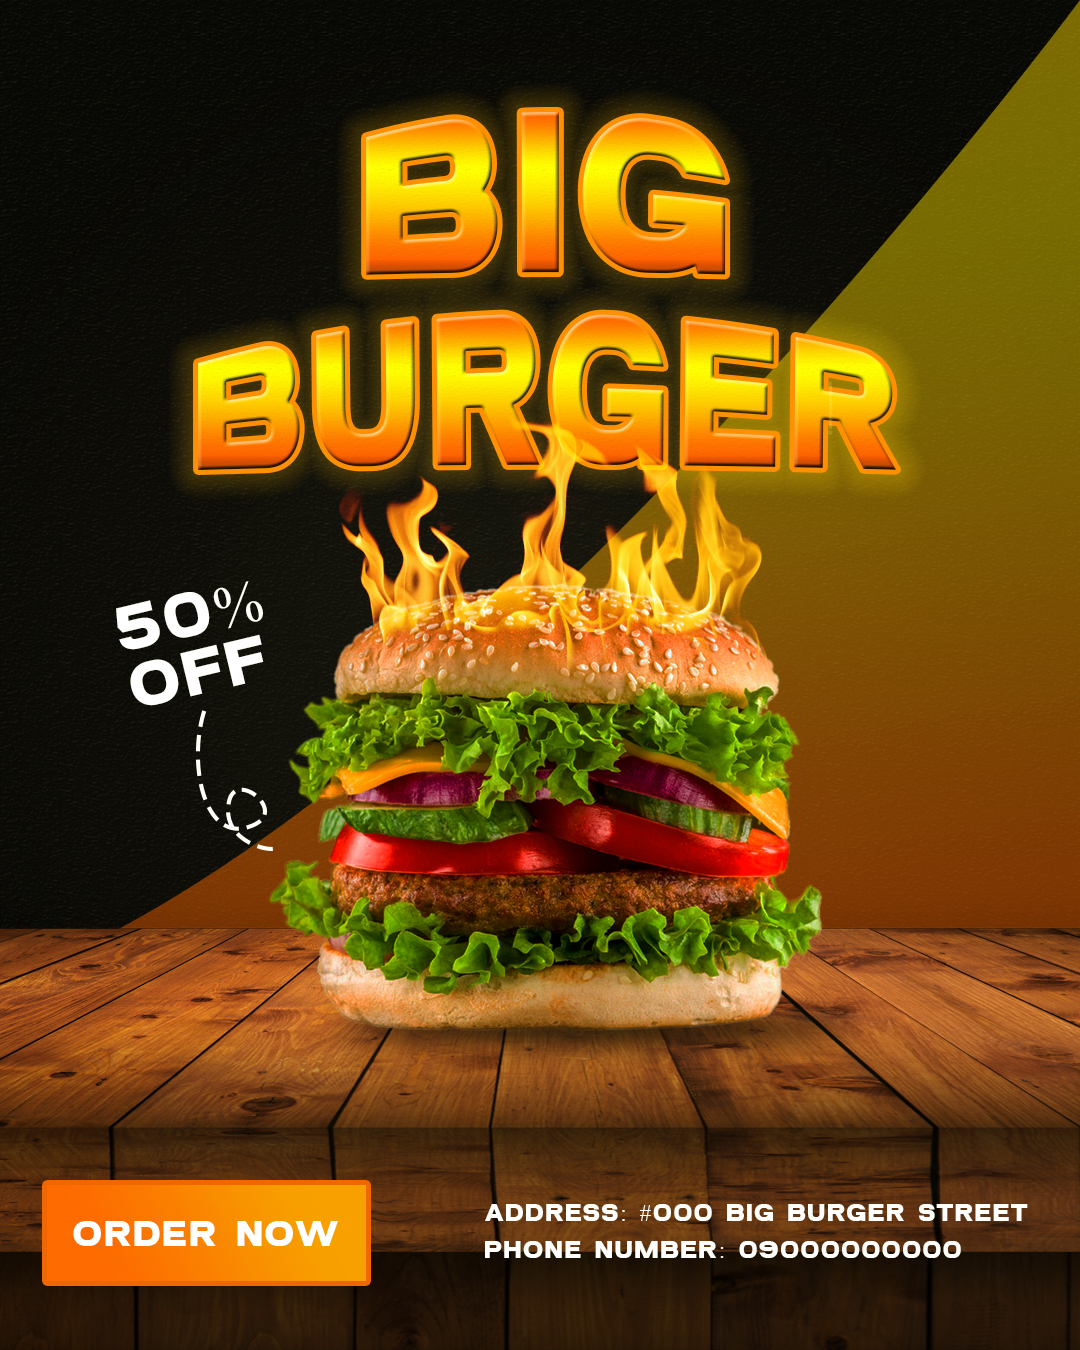 BIG
BURGER
50%
OFF
ORDER NOW
ADDRESS: #000 BIG BURGER STREET
PHONE NUMBER: 09000000000